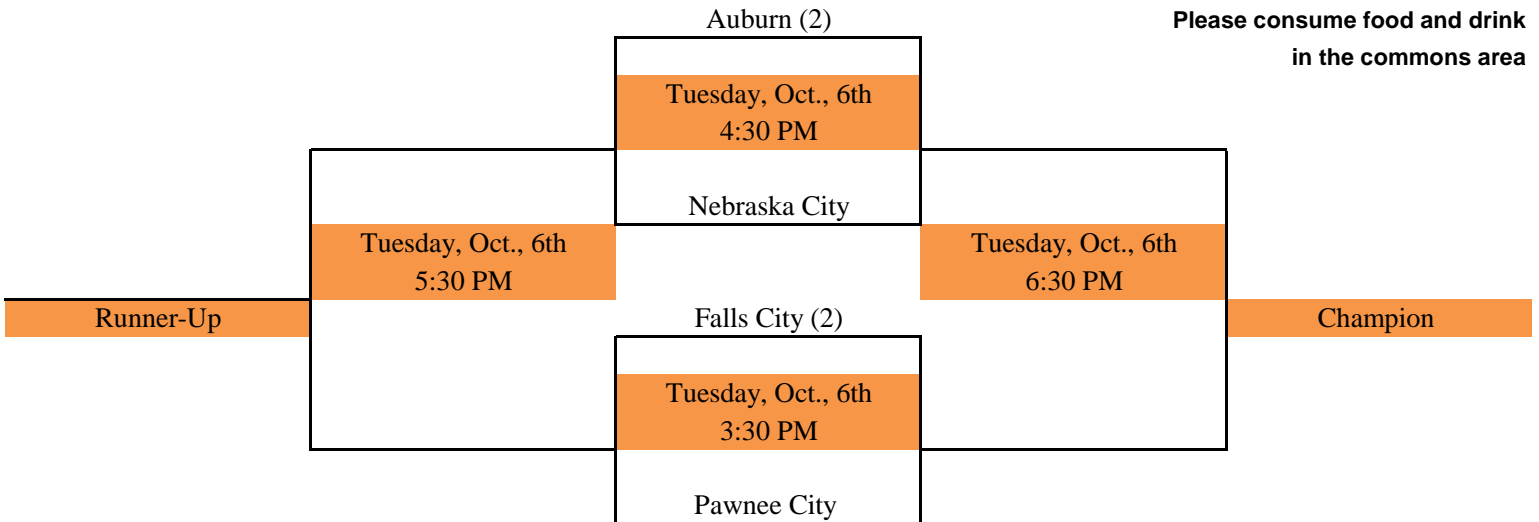 Auburn (2)
Please consume food and drink
in the commons area
Tuesday, Oct., 6th
4:30 PM
Nebraska City
Tuesday, Oct., 6th
5:30 PM
Tuesday, Oct., 6th
6:30 PM
Runner-Up
Falls City (2)
Champion
Tuesday, Oct., 6th
3:30 PM
Pawnee City